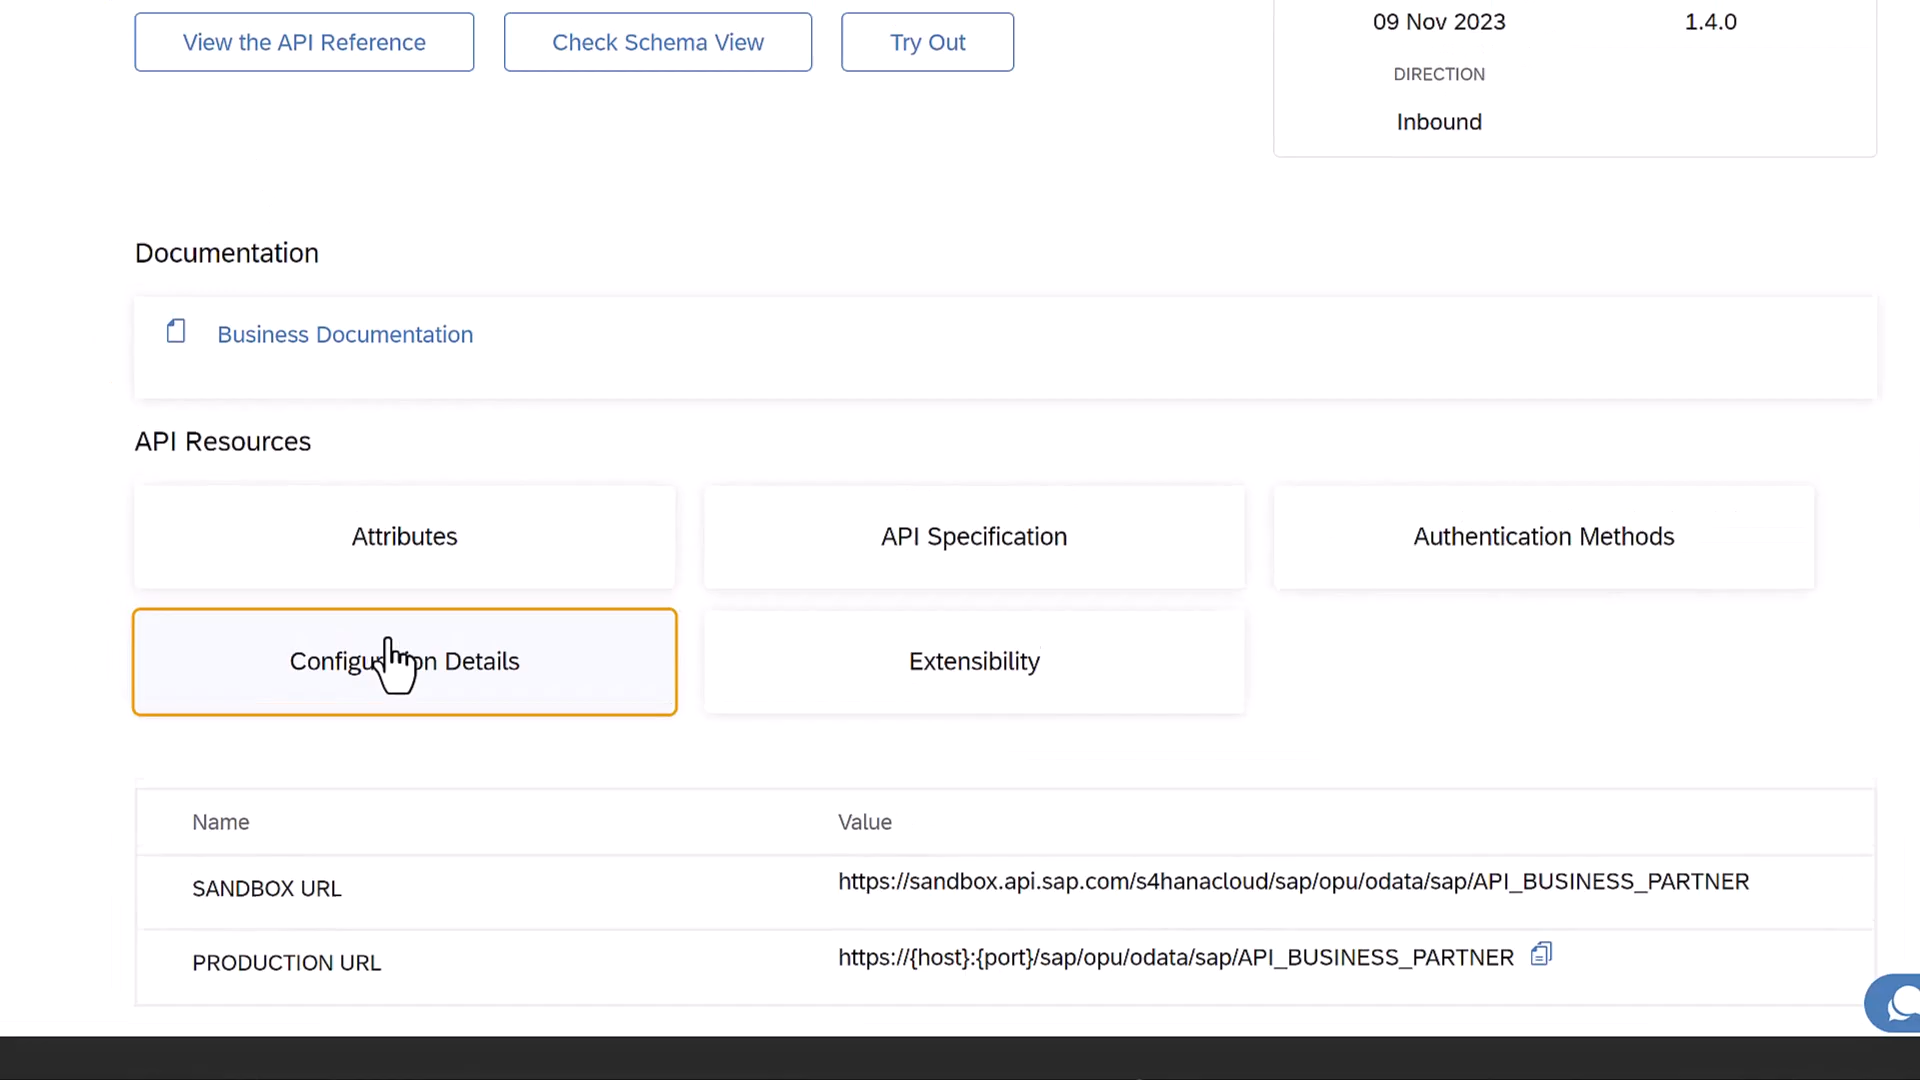 View the API Reference
Check Schema View
Try Out
09 Nov 2023
1.4.0
DIRECTION
Inbound
Documentation
Business Documentation
API Resources
Attributes
API Specification
Authentication Methods
Configuration Details
Extensibility
Name
Value
SANDBOX URL
https://sandbox.api.sap.com/s4hanacloud/sap/opu/odata/sap/API_BUSINESS_PARTNER
PRODUCTION URL
https://{host}:{port}/sap/opu/odata/sap/API_BUSINESS_PARTNER